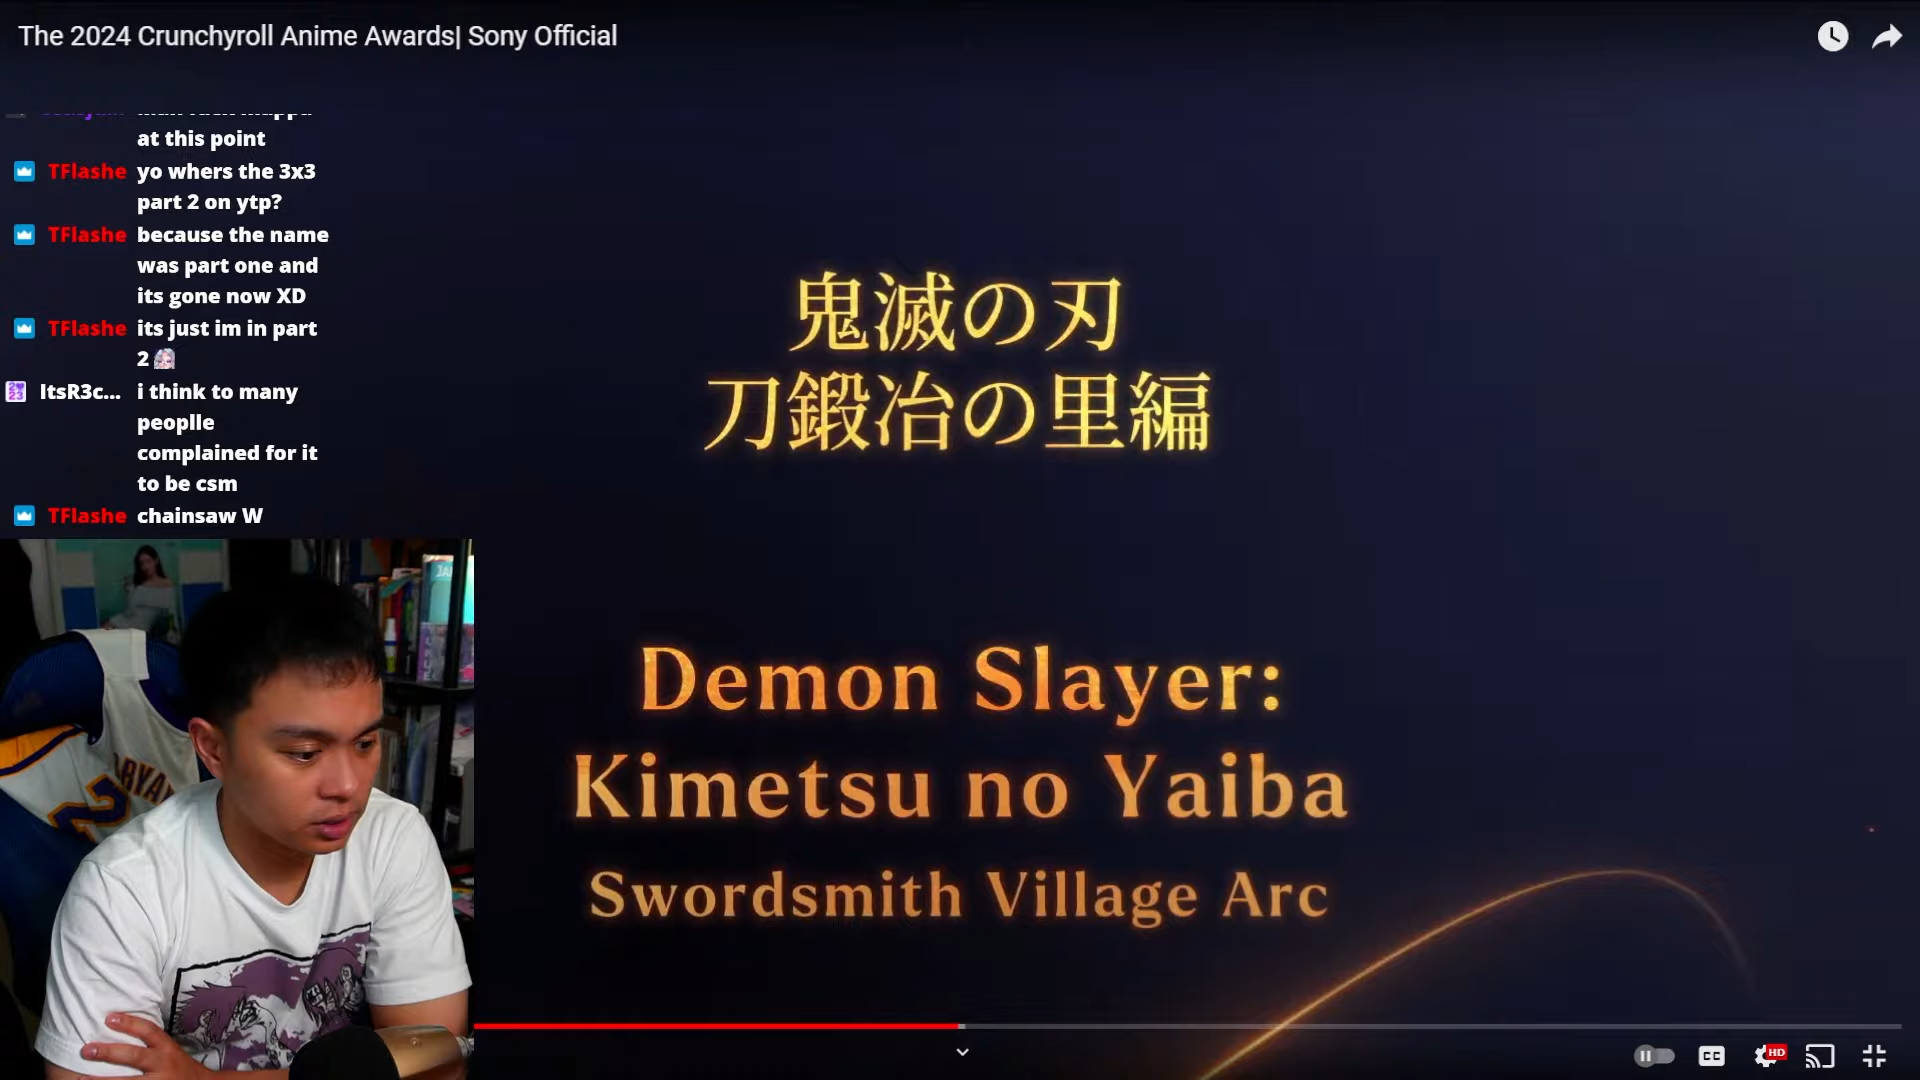 The 2024 Crunchyroll Anime Awards| Sony Official
at this point
TFlashe yo whers the 3x3
part 2 on ytp?
TFlashe because the name
was part one and
its gone now XD
TFlashe its just im in part
2
ItsR3c... i think to many
peoplle
complained for it
to be csm
TFlashe chainsaw W
鬼滅の刃
刀鍛冶の里編
Demon Slayer:
Kimetsu no Yaiba
Swordsmith Village Arc
CC
HD